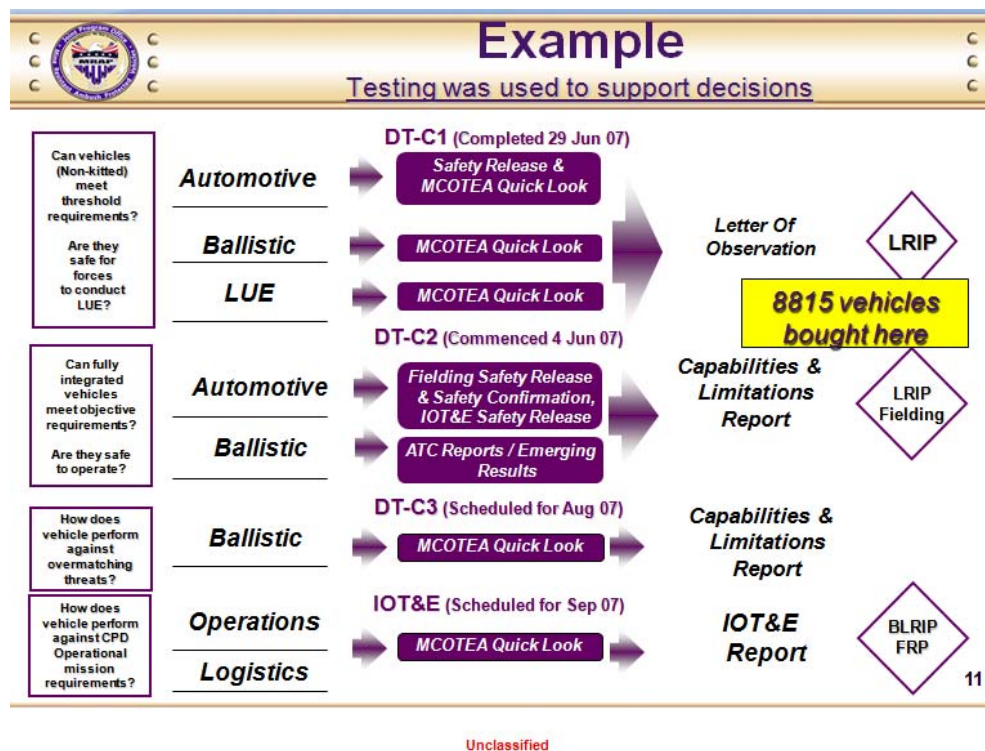 Example
Testing was used to support decisions
MRAP
Can vehicles
(Non-kitted)
meet
threshold
requirements?
Are they
safe for
forces
to conduct
LUE?
Automotive
Ballistic
LUE
DT-C1 (Completed 29 Jun 07)
Safety Release &
MCOTEA Quick Look
MCOTEA Quick Look
MCOTEA Quick Look
Letter Of
Observation
LRIP
8815 vehicles
bought here
Can fully
integrated
vehicles
meet objective
requirements?
Are they safe
to operate?
Automotive
Ballistic
DT-C2 (Commenced 4 Jun 07)
Fielding Safety Release
& Safety Confirmation,
IOT&E Safety Release
ATC Reports / Emerging
Results
Capabilities &
Limitations
Report
LRIP
Fielding
How does
vehicle perform
against
overmatching
threats?
Ballistic
DT-C3 (Scheduled for Aug 07)
MCOTEA Quick Look
Capabilities &
Limitations
Report
How does
vehicle perform
against CPD
Operational
mission
requirements?
Operations
Logistics
IOT&E (Scheduled for Sep 07)
MCOTEA Quick Look
IOT&E
Report
BLRIP
FRP
11
Unclassified